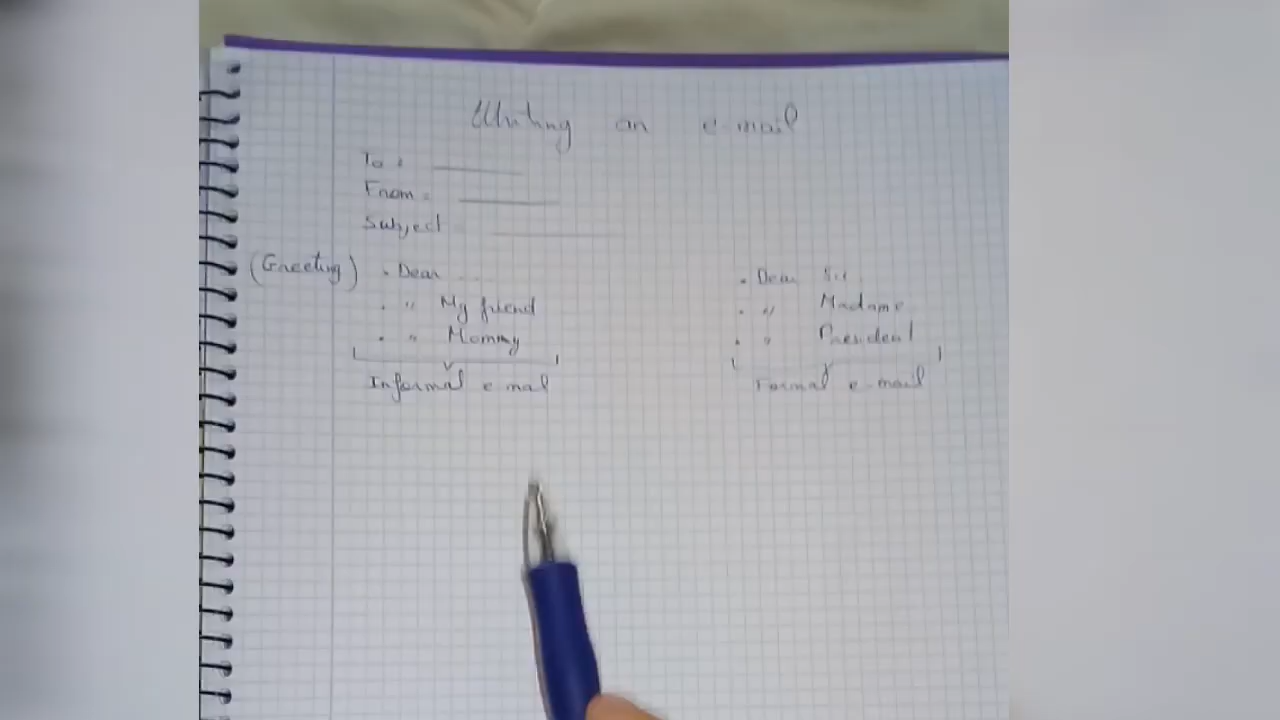 Writing an e-mail
To :
From :
Subject
(Greeting) • Dear ... • Dear Sir
• " My friend • " Madame
• " Mommy • " President
Informal e-mail Formal e-mail